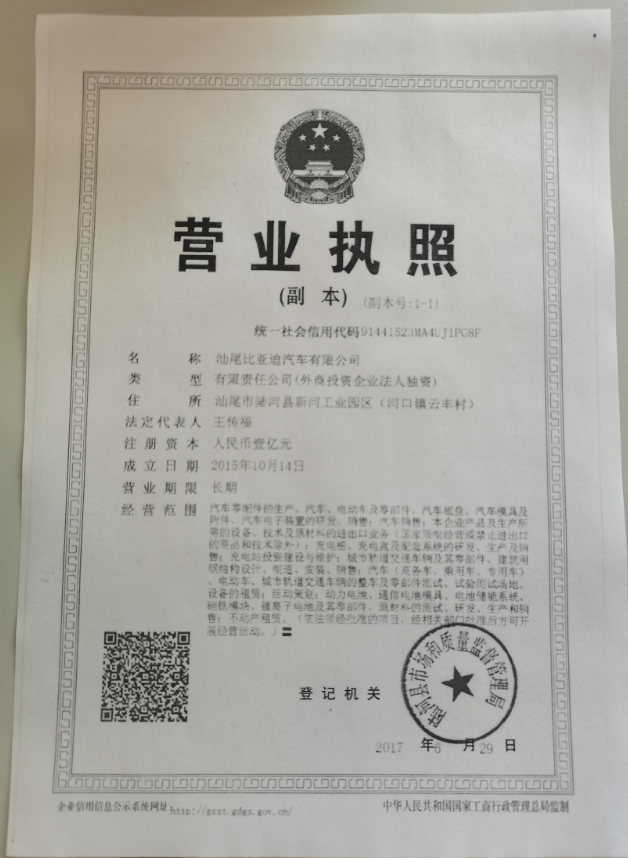 营业执照
(副 本)(副本号:1-1)
统一社会信用代码91441523MA4UJ1PG8F
名 称 汕尾比亚迪汽车有限公司
类 型 有限责任公司(外商投资企业法人独资)
住 所 汕尾市陆河县新河工业园区（河口镇云丰村）
法定代表人 王传福
注册资本 人民币壹亿元
成立日期 2015年10月14日
营业期限 长期
经营范围 汽车零配件的生产、汽车、电动车及零部件、汽车底盘、汽车模具及
附件、汽车电子装置的研发、销售；汽车销售；本企业产品及生产所
需的设备、技术及原材料的进出口业务（国家限制经营或禁止进出口
的商品和技术除外）；充电桩、充电盒及配套系统的研发、生产及销
售；充电站投资建设与维护；城市轨道交通车辆及其零部件、建筑用
钢结构设计、制造、安装、销售；汽车（商务车、乘用车、专用车）
、电动车、城市轨道交通车辆的整车及零部件测试、试验测试场地、
设备的租赁；活动策划；动力电池、通信电池模具、电池储能系统、
磷铁模块、锂离子电池及其零部件、原材料的测试、研发、生产和销
售；不动产租赁。（依法须经批准的项目，经相关部门批准后方可开
展经营活动。）
登记机关
陆河县市场和质量监督管理局
2017 年6 月29 日
企业信用信息公示系统网址http://gsxt.gdgs.gov.cn/
中华人民共和国国家工商行政管理总局监制